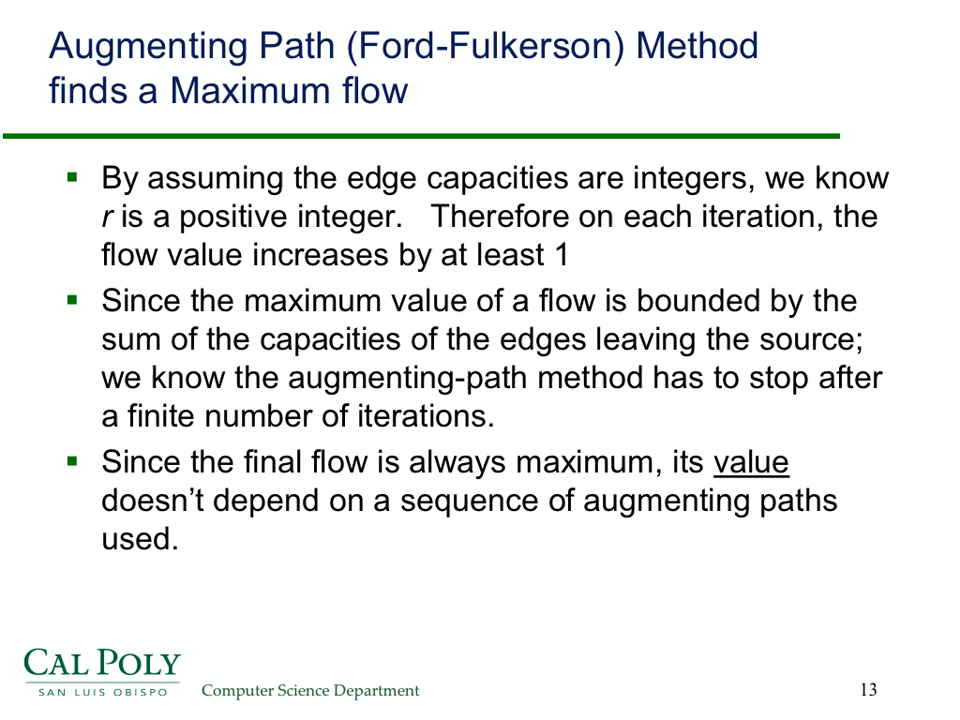 Augmenting Path (Ford-Fulkerson) Method
finds a Maximum flow
▪ By assuming the edge capacities are integers, we know
r is a positive integer.   Therefore on each iteration, the
flow value increases by at least 1
▪ Since the maximum value of a flow is bounded by the
sum of the capacities of the edges leaving the source;
we know the augmenting-path method has to stop after
a finite number of iterations.
▪ Since the final flow is always maximum, its value
doesn’t depend on a sequence of augmenting paths
used.
CAL POLY
SAN LUIS OBISPO
Computer Science Department
13